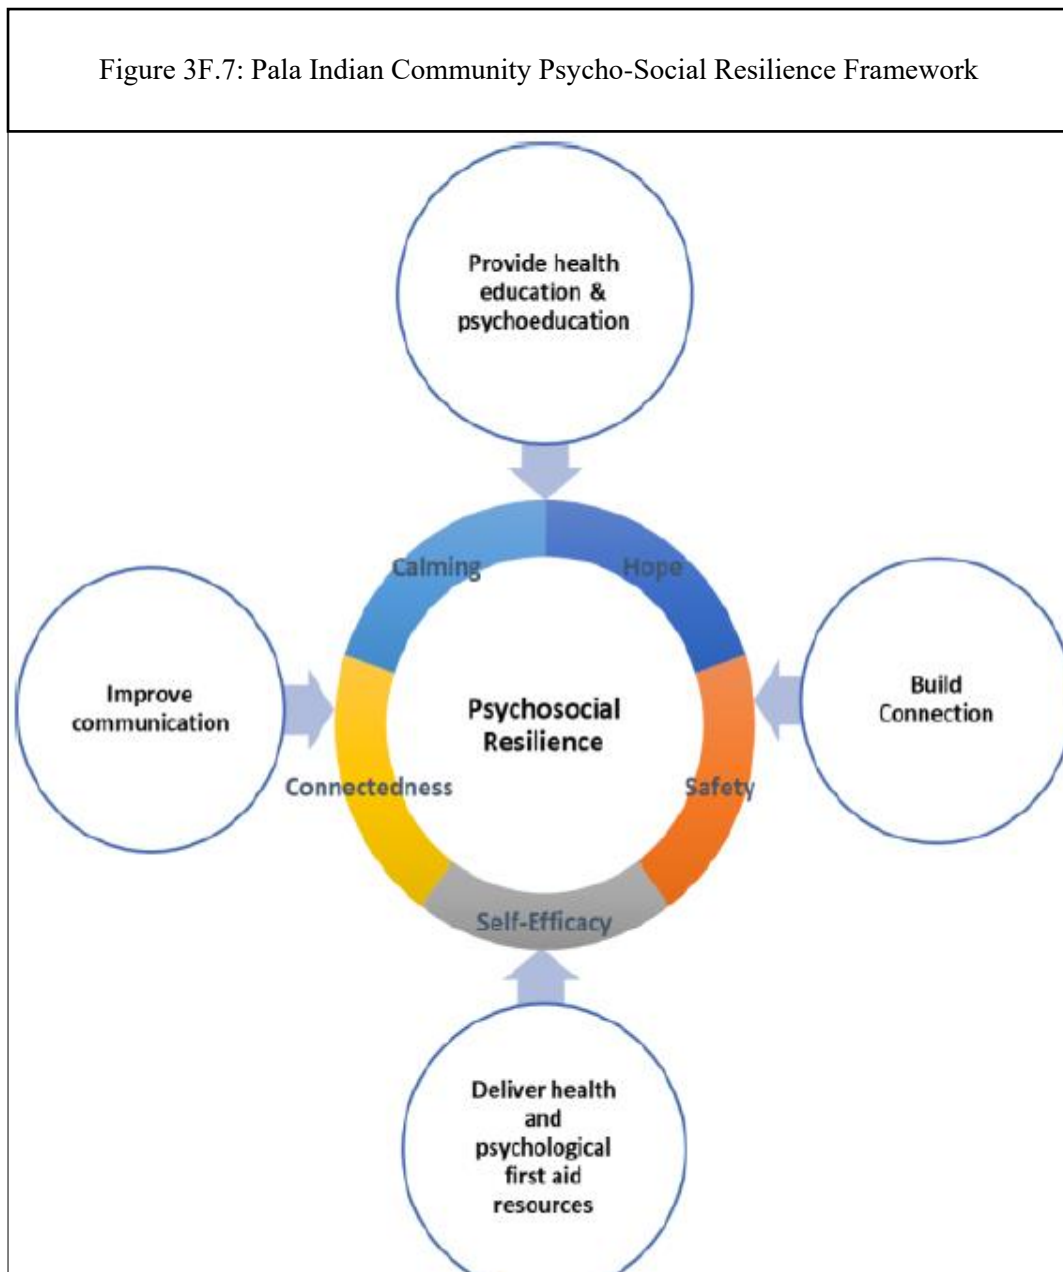 Figure 3F.7: Pala Indian Community Psycho-Social Resilience Framework
Provide health
education &
psychoeducation
Calming
Hope
Improve
communication
Psychosocial
Resilience
Build
Connection
Connectedness
Safety
Self-Efficacy
Deliver health
and
psychological
first aid
resources